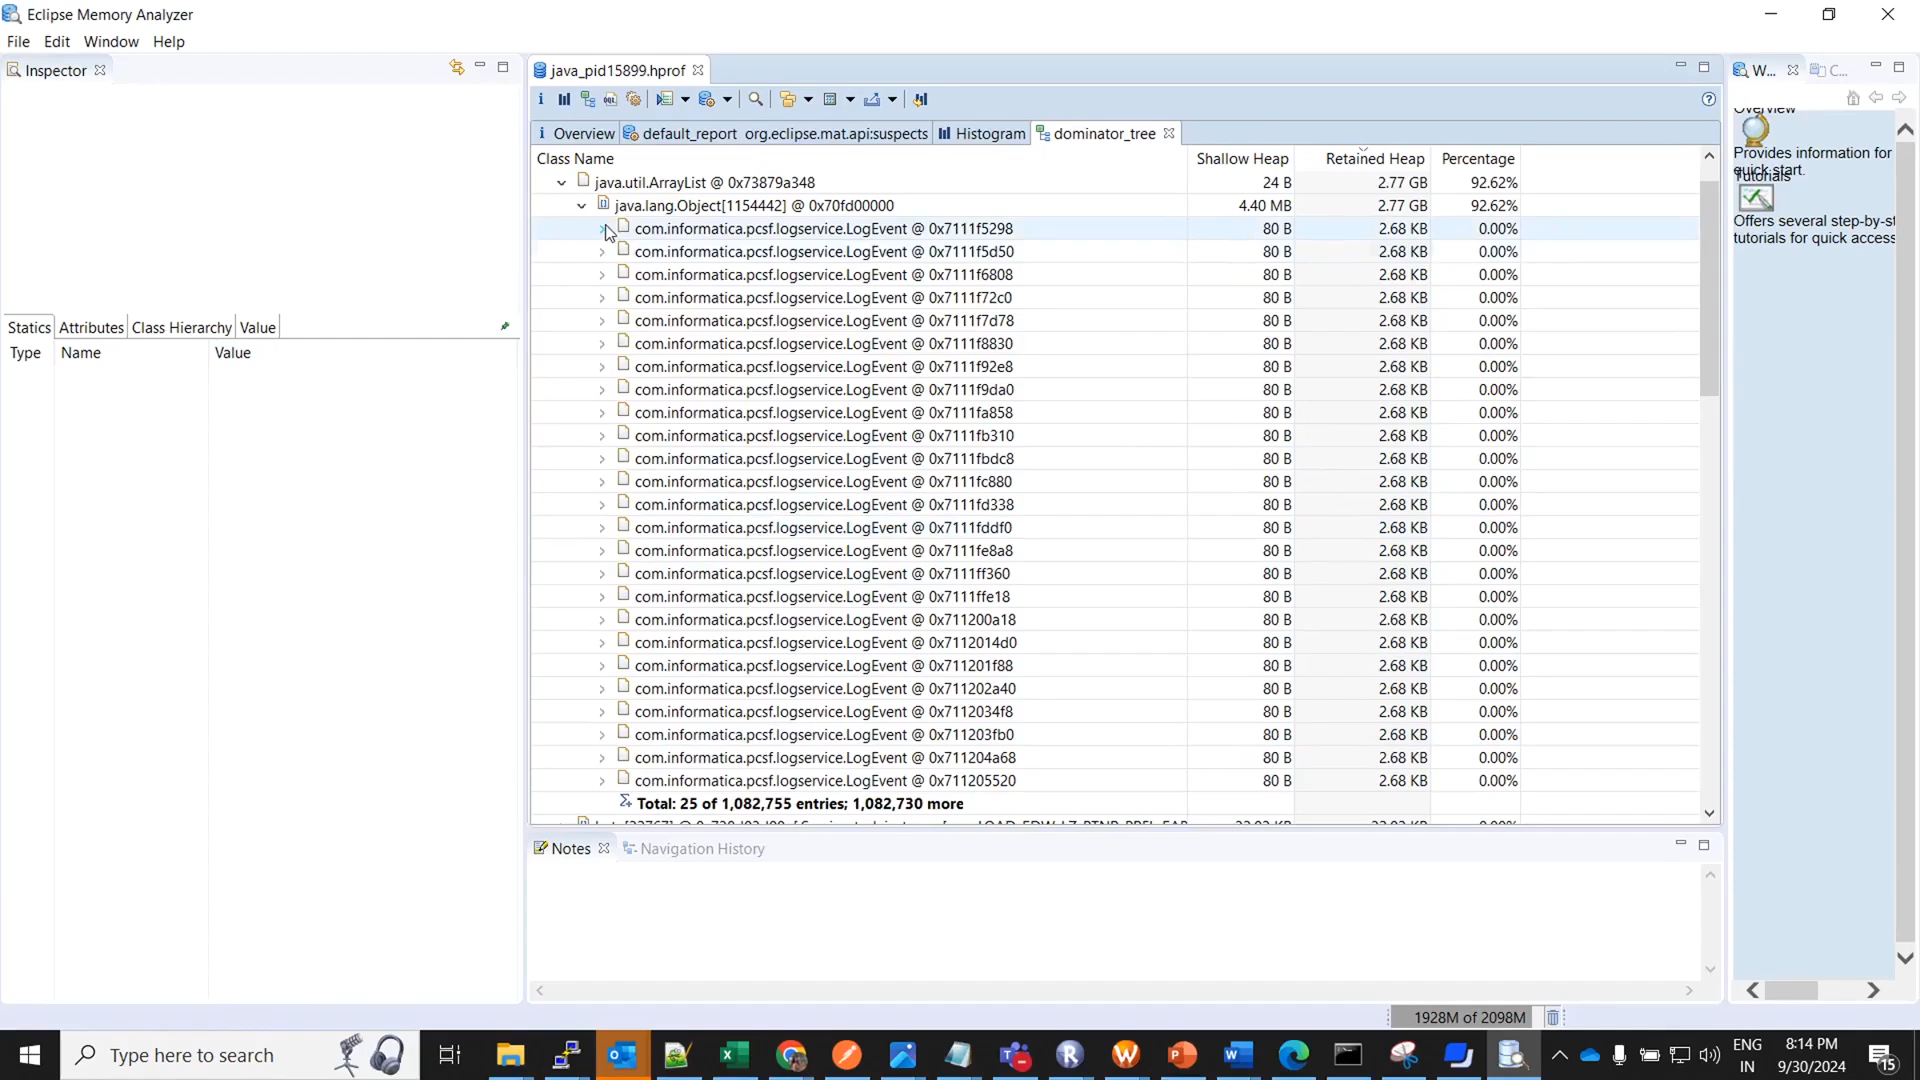 Eclipse Memory Analyzer
File Edit Window Help
Inspector
java_pid15899.hprof
W...
C...
Overview
default_report org.eclipse.mat.api:suspects
Histogram
dominator_tree
Class Name Shallow Heap Retained Heap Percentage
java.util.ArrayList @ 0x73879a348 24 B 2.77 GB 92.62%
java.lang.Object[1154442] @ 0x70fd00000 4.40 MB 2.77 GB 92.62%
com.informatica.pcsf.logservice.LogEvent @ 0x7111f5298 80 B 2.68 KB 0.00%
com.informatica.pcsf.logservice.LogEvent @ 0x7111f5d50 80 B 2.68 KB 0.00%
com.informatica.pcsf.logservice.LogEvent @ 0x7111f6808 80 B 2.68 KB 0.00%
com.informatica.pcsf.logservice.LogEvent @ 0x7111f72c0 80 B 2.68 KB 0.00%
com.informatica.pcsf.logservice.LogEvent @ 0x7111f7d78 80 B 2.68 KB 0.00%
com.informatica.pcsf.logservice.LogEvent @ 0x7111f8830 80 B 2.68 KB 0.00%
com.informatica.pcsf.logservice.LogEvent @ 0x7111f92e8 80 B 2.68 KB 0.00%
com.informatica.pcsf.logservice.LogEvent @ 0x7111f9da0 80 B 2.68 KB 0.00%
com.informatica.pcsf.logservice.LogEvent @ 0x7111fa858 80 B 2.68 KB 0.00%
com.informatica.pcsf.logservice.LogEvent @ 0x7111fb310 80 B 2.68 KB 0.00%
com.informatica.pcsf.logservice.LogEvent @ 0x7111fbdc8 80 B 2.68 KB 0.00%
com.informatica.pcsf.logservice.LogEvent @ 0x7111fc880 80 B 2.68 KB 0.00%
com.informatica.pcsf.logservice.LogEvent @ 0x7111fd338 80 B 2.68 KB 0.00%
com.informatica.pcsf.logservice.LogEvent @ 0x7111fddf0 80 B 2.68 KB 0.00%
com.informatica.pcsf.logservice.LogEvent @ 0x7111fe8a8 80 B 2.68 KB 0.00%
com.informatica.pcsf.logservice.LogEvent @ 0x7111ff360 80 B 2.68 KB 0.00%
com.informatica.pcsf.logservice.LogEvent @ 0x7111ffe18 80 B 2.68 KB 0.00%
com.informatica.pcsf.logservice.LogEvent @ 0x711200a18 80 B 2.68 KB 0.00%
com.informatica.pcsf.logservice.LogEvent @ 0x7112014d0 80 B 2.68 KB 0.00%
com.informatica.pcsf.logservice.LogEvent @ 0x711201f88 80 B 2.68 KB 0.00%
com.informatica.pcsf.logservice.LogEvent @ 0x711202a40 80 B 2.68 KB 0.00%
com.informatica.pcsf.logservice.LogEvent @ 0x7112034f8 80 B 2.68 KB 0.00%
com.informatica.pcsf.logservice.LogEvent @ 0x711203fb0 80 B 2.68 KB 0.00%
com.informatica.pcsf.logservice.LogEvent @ 0x711204a68 80 B 2.68 KB 0.00%
com.informatica.pcsf.logservice.LogEvent @ 0x711205520 80 B 2.68 KB 0.00%
Total: 25 of 1,082,755 entries; 1,082,730 more
Statics Attributes Class Hierarchy Value
Type Name Value
Overview
Provides information for
quick start.
Tutorials
Offers several step-by-st
tutorials for quick access
Notes
Navigation History
1928M of 2098M
Type here to search
ENG
IN
8:14 PM
9/30/2024
15